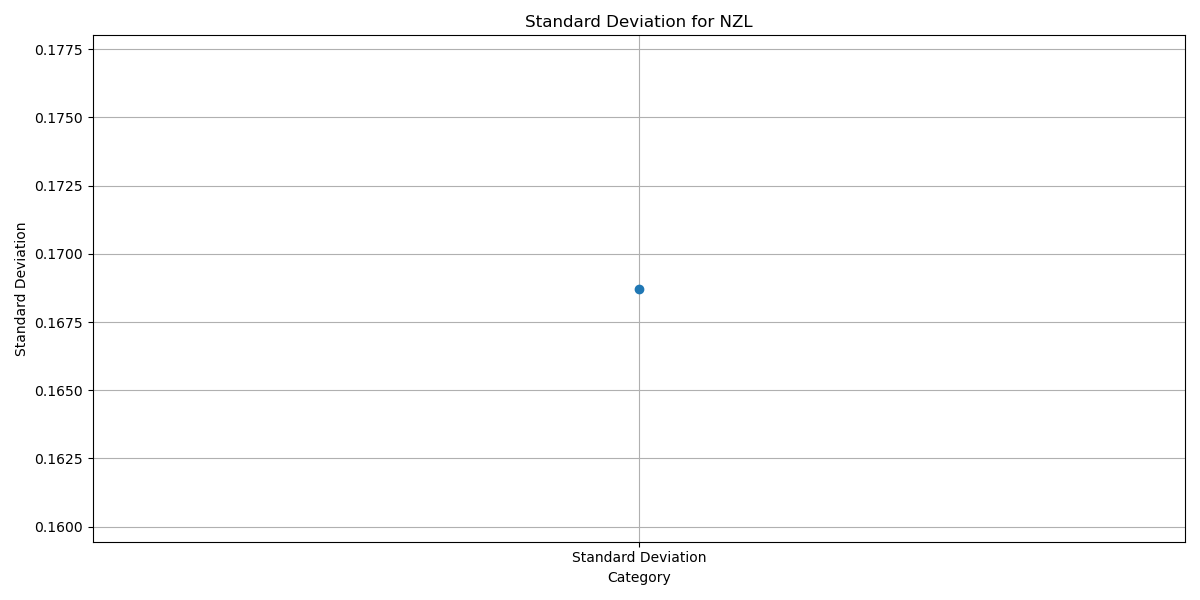 Standard Deviation for NZL
0.1775
0.1750
0.1725
0.1700
0.1675
0.1650
0.1625
0.1600
Standard Deviation
Standard Deviation
Category